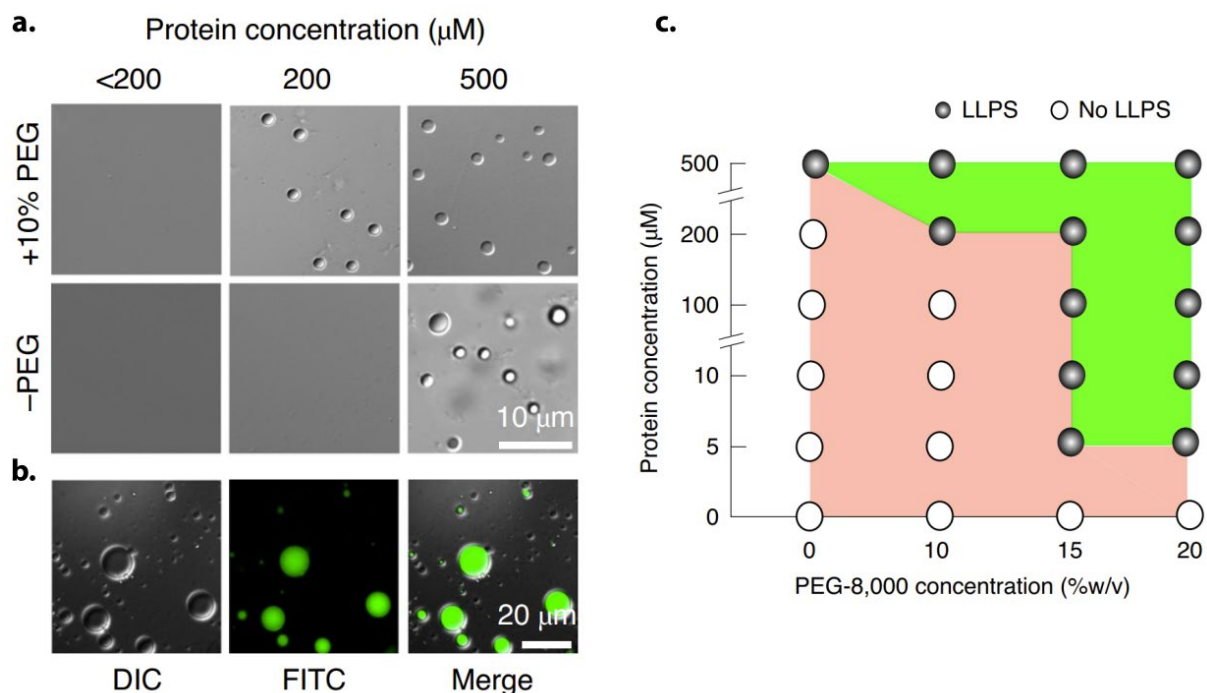 a.
Protein concentration (μM)
<200 200 500
+10% PEG
–PEG
10 μm
b.
20 μm
DIC FITC Merge
c.
LLPS No LLPS
Protein concentration (μM)
500
200
100
10
5
0
0 10 15 20
PEG-8,000 concentration (%w/v)